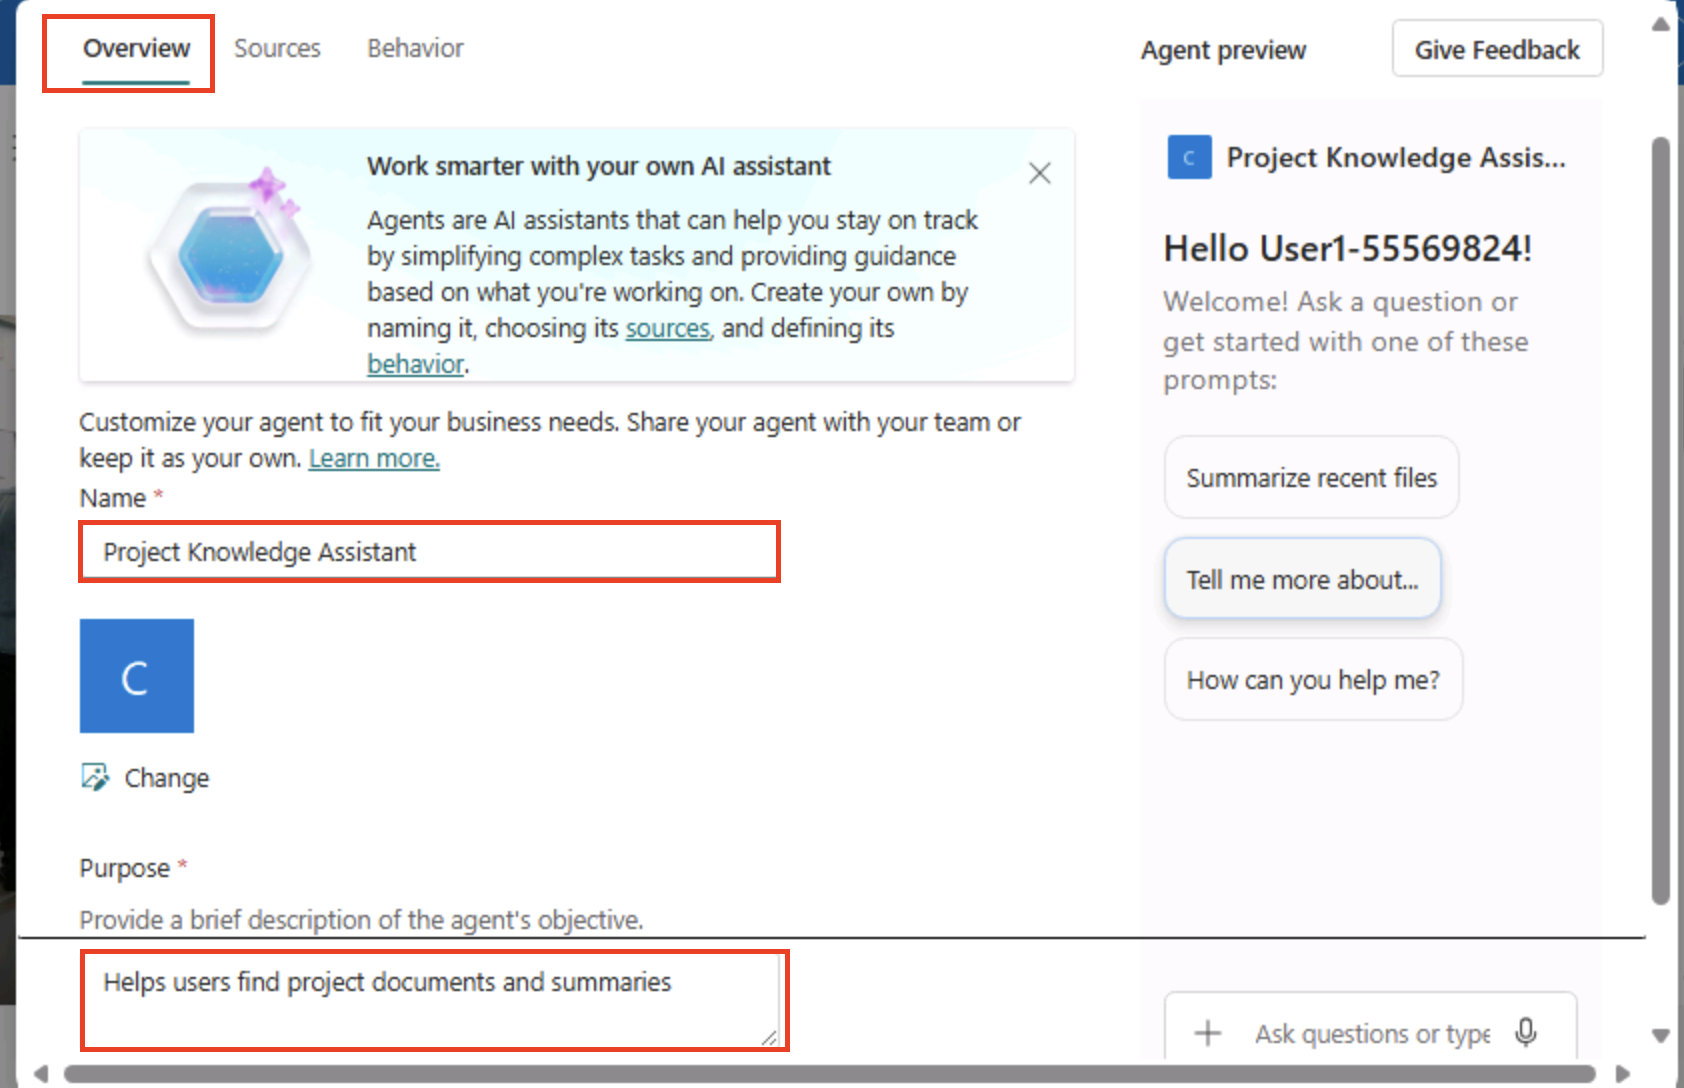 Overview
Sources
Behavior
Agent preview
Give Feedback
Work smarter with your own AI assistant
Agents are AI assistants that can help you stay on track
by simplifying complex tasks and providing guidance
based on what you're working on. Create your own by
naming it, choosing its sources, and defining its
behavior.
Customize your agent to fit your business needs. Share your agent with your team or
keep it as your own. Learn more.
Name *
Project Knowledge Assistant
C
Change
Purpose *
Provide a brief description of the agent's objective.
Helps users find project documents and summaries
C
Project Knowledge Assis...
Hello User1-55569824!
Welcome! Ask a question or
get started with one of these
prompts:
Summarize recent files
Tell me more about...
How can you help me?
Ask questions or type